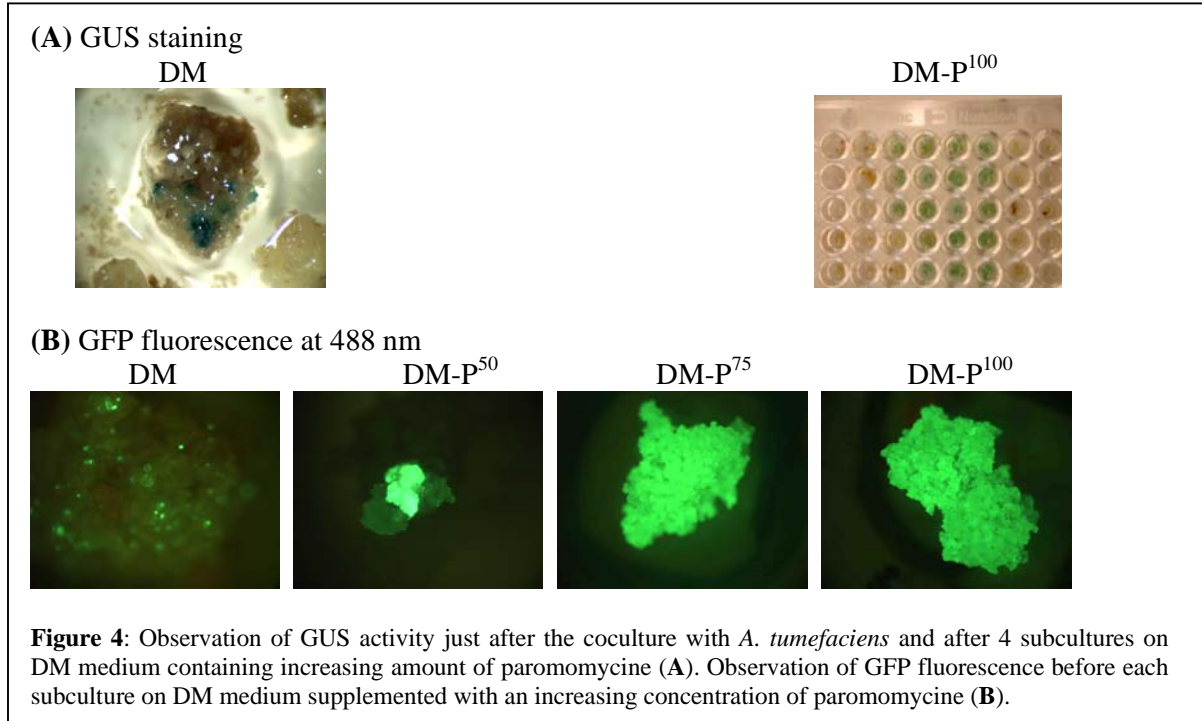 (A) GUS staining
DM DM-P100
(B) GFP fluorescence at 488 nm
DM DM-P50 DM-P75 DM-P100
Figure 4: Observation of GUS activity just after the coculture with A. tumefaciens and after 4 subcultures on
DM medium containing increasing amount of paromomycine (A). Observation of GFP fluorescence before each
subculture on DM medium supplemented with an increasing concentration of paromomycine (B).